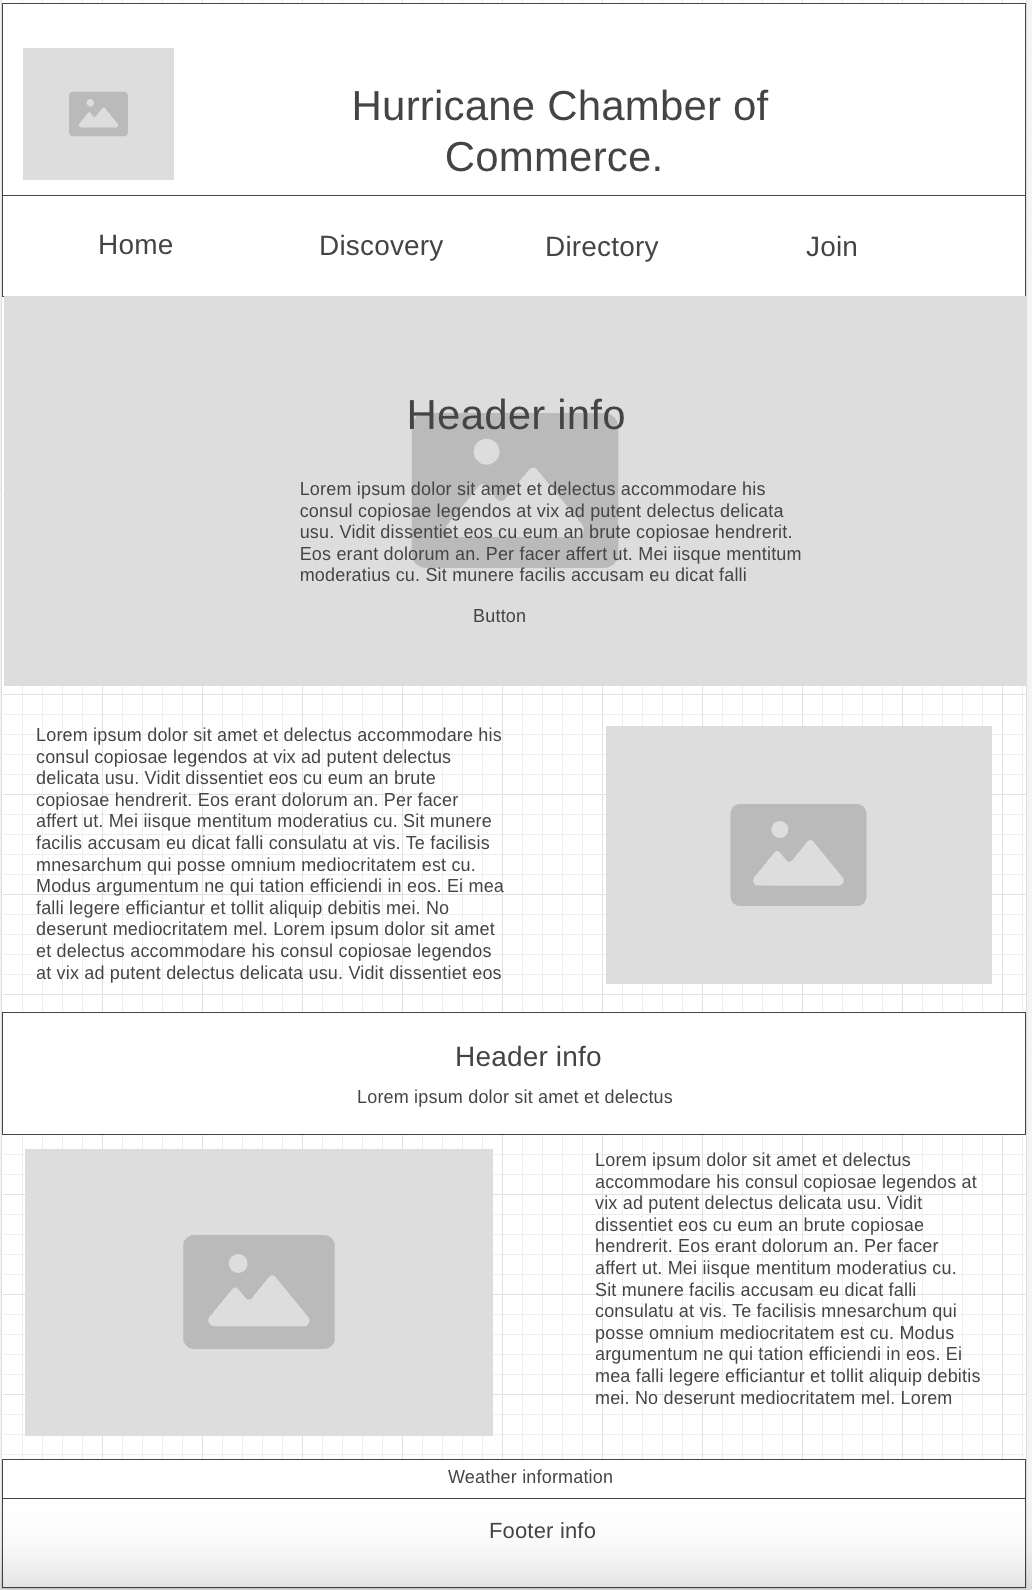 Hurricane Chamber of
Commerce.
Home Discovery Directory Join
Header info
Lorem ipsum dolor sit amet et delectus accommodare his
consul copiosae legendos at vix ad putent delectus delicata
usu. Vidit dissentiet eos cu eum an brute copiosae hendrerit.
Eos erant dolorum an. Per facer affert ut. Mei iisque mentitum
moderatius cu. Sit munere facilis accusam eu dicat falli
Button
Lorem ipsum dolor sit amet et delectus accommodare his
consul copiosae legendos at vix ad putent delectus
delicata usu. Vidit dissentiet eos cu eum an brute
copiosae hendrerit. Eos erant dolorum an. Per facer
affert ut. Mei iisque mentitum moderatius cu. Sit munere
facilis accusam eu dicat falli consulatu at vis. Te facilisis
mnesarchum qui posse omnium mediocritatem est cu.
Modus argumentum ne qui tation efficiendi in eos. Ei mea
falli legere efficiantur et tollit aliquip debitis mei. No
deserunt mediocritatem mel. Lorem ipsum dolor sit amet
et delectus accommodare his consul copiosae legendos
at vix ad putent delectus delicata usu. Vidit dissentiet eos
Header info
Lorem ipsum dolor sit amet et delectus
Lorem ipsum dolor sit amet et delectus
accommodare his consul copiosae legendos at
vix ad putent delectus delicata usu. Vidit
dissentiet eos cu eum an brute copiosae
hendrerit. Eos erant dolorum an. Per facer
affert ut. Mei iisque mentitum moderatius cu.
Sit munere facilis accusam eu dicat falli
consulatu at vis. Te facilisis mnesarchum qui
posse omnium mediocritatem est cu. Modus
argumentum ne qui tation efficiendi in eos. Ei
mea falli legere efficiantur et tollit aliquip debitis
mei. No deserunt mediocritatem mel. Lorem
Weather information
Footer info